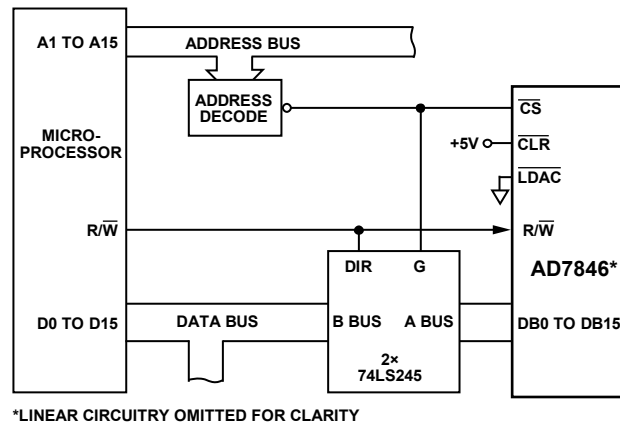 A1 TO A15
ADDRESS BUS
ADDRESS
DECODE
MICRO-
PROCESSOR
CS
+5V
CLR
LDAC
R/W
R/W
DIR
G
AD7846*
D0 TO D15
DATA BUS
B BUS
A BUS
DB0 TO DB15
2×
74LS245
*LINEAR CIRCUITRY OMITTED FOR CLARITY